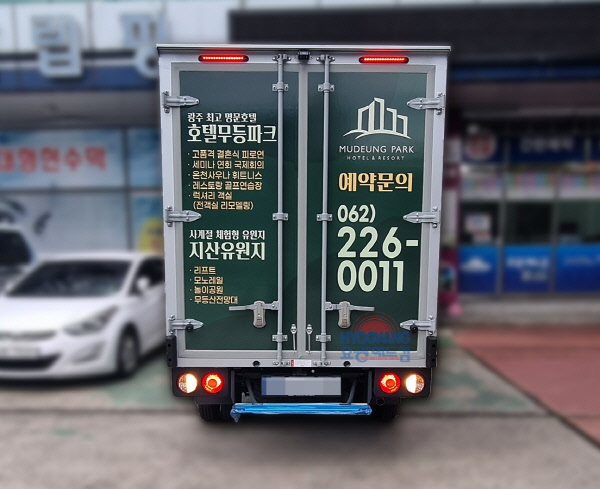 광주 최고 명문호텔
호텔무등파크
· 고품격 결혼식 피로연
· 세미나 연회 국제회의
· 온천사우나 휘트니스
· 레스토랑 골프연습장
· 럭셔리 객실
(전객실 리모델링)
사계절 체험형 유원지
지산유원지
· 리프트
· 모노레일
· 놀이공원
· 무등산전망대
MUDEUNG PARK
HOTEL & RESORT
예약문의
062)
226-
0011